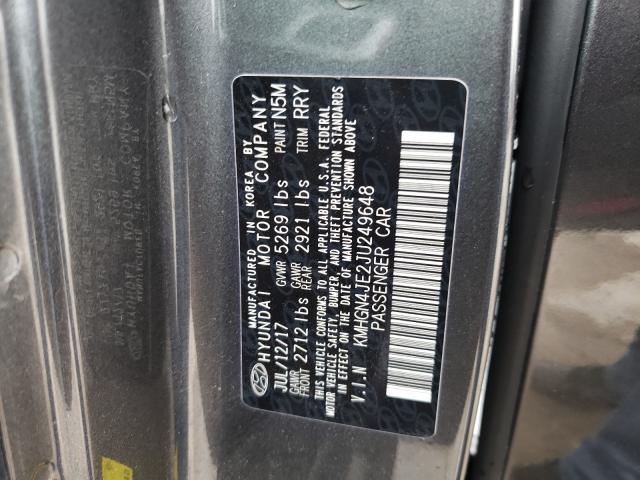 MANUFACTURED IN KOREA BY
HYUNDAI MOTOR COMPANY
JUL/12/17 GVWR 5269 lbs PAINT N5M
GAWR FRONT 2712 lbs GAWR REAR 2921 lbs TRIM RRY
THIS VEHICLE CONFORMS TO ALL APPLICABLE U.S.A. FEDERAL
MOTOR VEHICLE SAFETY, BUMPER, AND THEFT PREVENTION STANDARDS
IN EFFECT ON THE DATE OF MANUFACTURE SHOWN ABOVE
V.I.N KMHGN4JE2JU249648
PASSENGER CAR